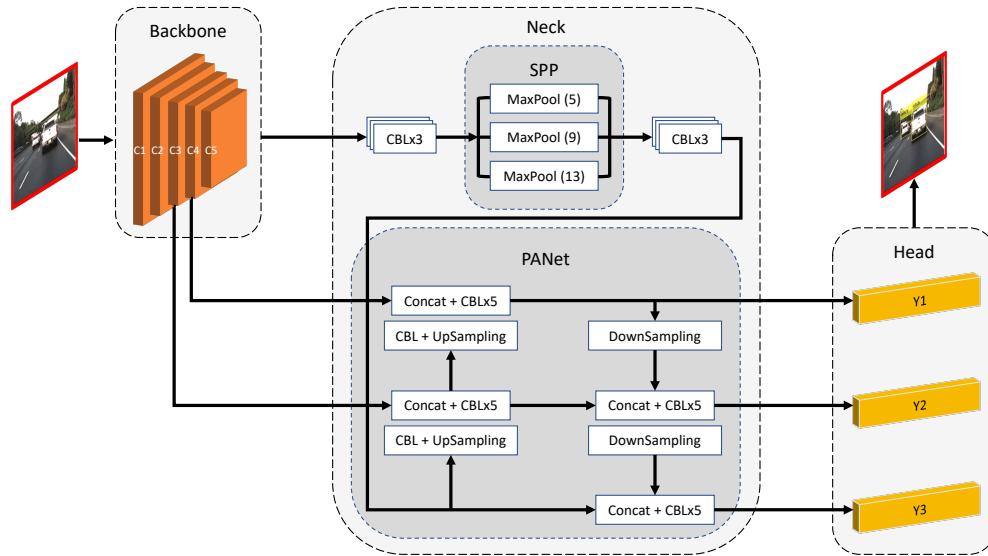 Backbone
C1
C2
C3
C4
C5
Neck
CBLx3
SPP
MaxPool (5)
MaxPool (9)
MaxPool (13)
CBLx3
PANet
Concat + CBLx5
CBL + UpSampling
DownSampling
Concat + CBLx5
Concat + CBLx5
CBL + UpSampling
DownSampling
Concat + CBLx5
Head
Y1
Y2
Y3